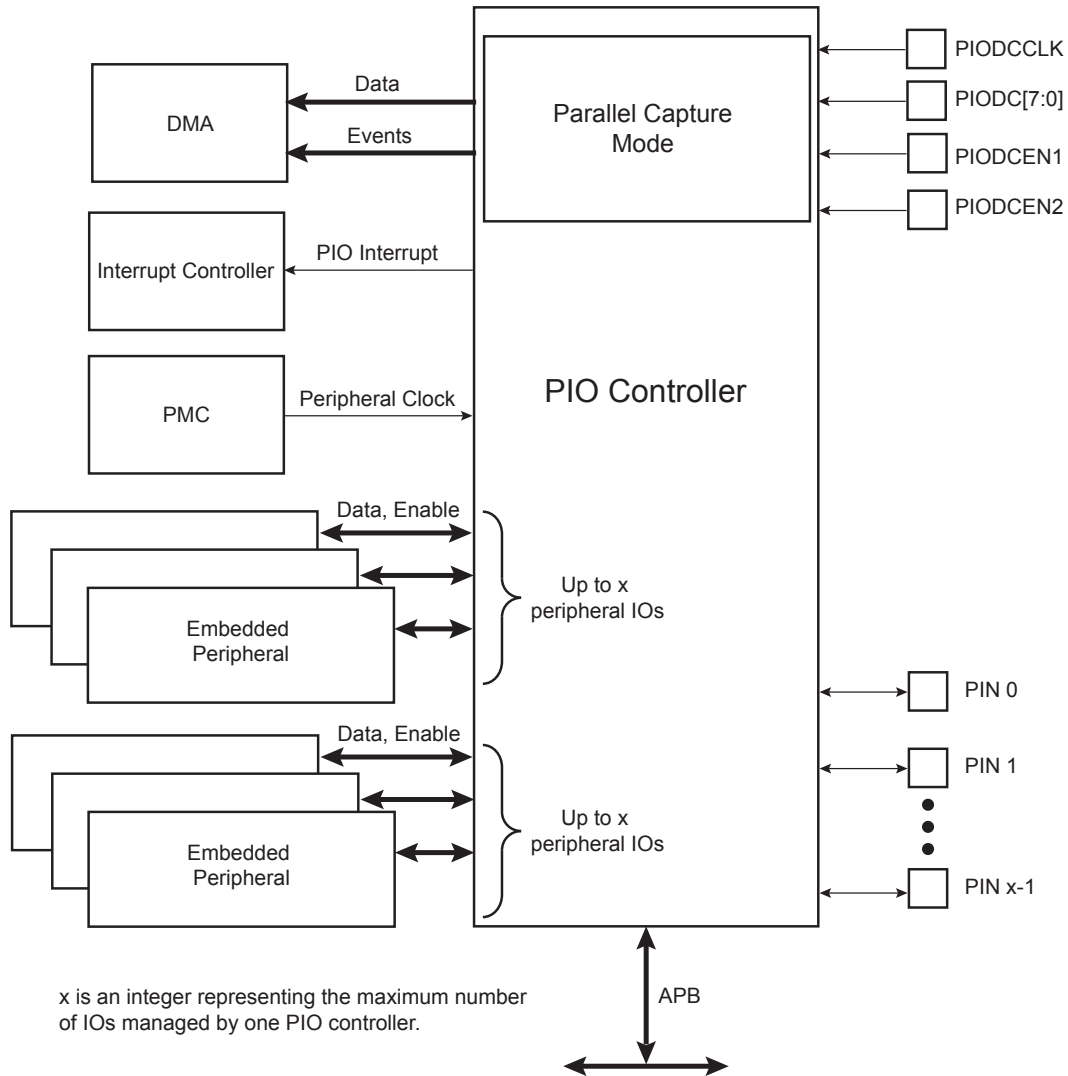 PIODCCLK
Data
PIODC[7:0]
DMA
Parallel Capture
Mode
Events
PIODCEN1
PIODCEN2
PIO Interrupt
Interrupt Controller
PIO Controller
Peripheral Clock
PMC
Data, Enable
Up to x
peripheral IOs
Embedded
Peripheral
PIN 0
Data, Enable
PIN 1
Up to x
peripheral IOs
Embedded
Peripheral
PIN x-1
x is an integer representing the maximum number
of IOs managed by one PIO controller.
APB